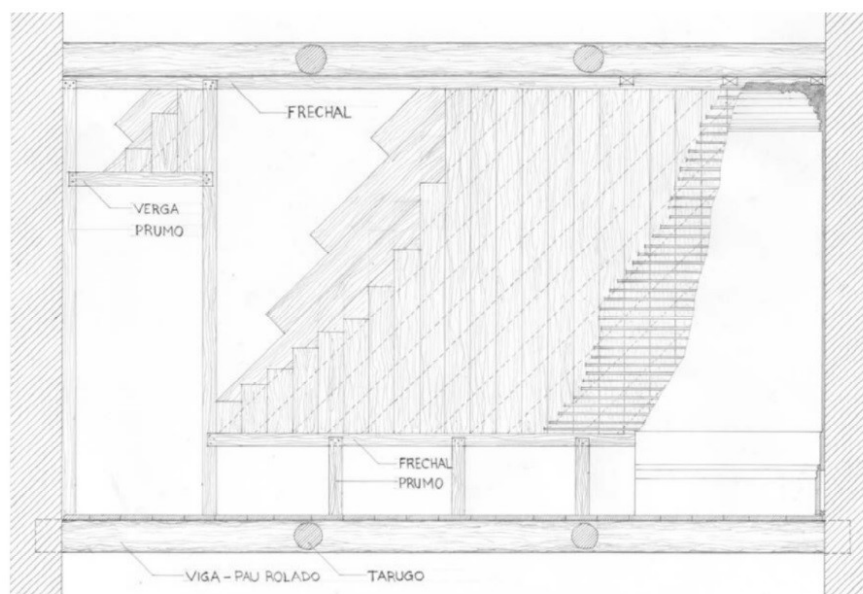 FRECHAL
VERGA
PRUMO
FRECHAL
PRUMO
VIGA - PAU ROLADO
TARUGO